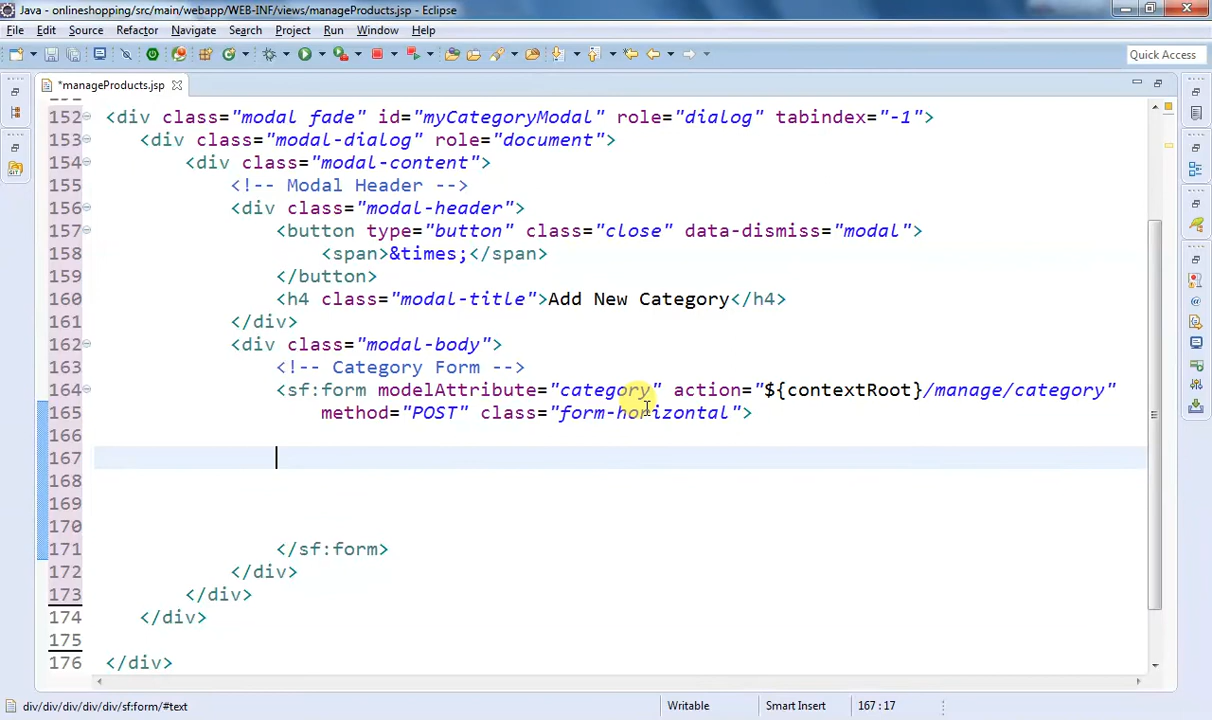 Java - onlineshopping/src/main/webapp/WEB-INF/views/manageProducts.jsp - Eclipse
File Edit Source Refactor Navigate Search Project Run Window Help
Quick Access
*manageProducts.jsp
152 <div class="modal fade" id="myCategoryModal" role="dialog" tabindex="-1">
153 <div class="modal-dialog" role="document">
154 <div class="modal-content">
155 <!-- Modal Header -->
156 <div class="modal-header">
157 <button type="button" class="close" data-dismiss="modal">
158 <span>&times;</span>
159 </button>
160 <h4 class="modal-title">Add New Category</h4>
161 </div>
162 <div class="modal-body">
163 <!-- Category Form -->
164 <sf:form modelAttribute="category" action="${contextRoot}/manage/category"
165 method="POST" class="form-horizontal">
166
167
168
169
170
171 </sf:form>
172 </div>
173 </div>
174 </div>
175
176 </div>
div/div/div/div/div/sf:form/#text Writable Smart Insert 167 : 17